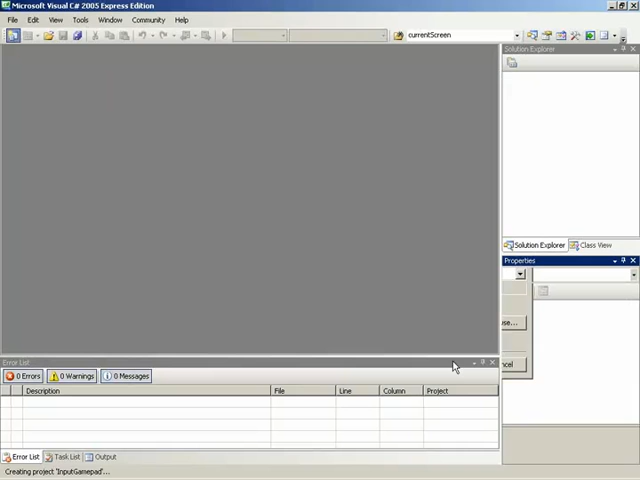 Microsoft Visual C# 2005 Express Edition
File Edit View Tools Window Community Help
currentScreen
Solution Explorer
Solution Explorer Class View
Properties
Error List
0 Errors 0 Warnings 0 Messages
Description File Line Column Project
Error List Task List Output
Creating project 'InputGamepad'...